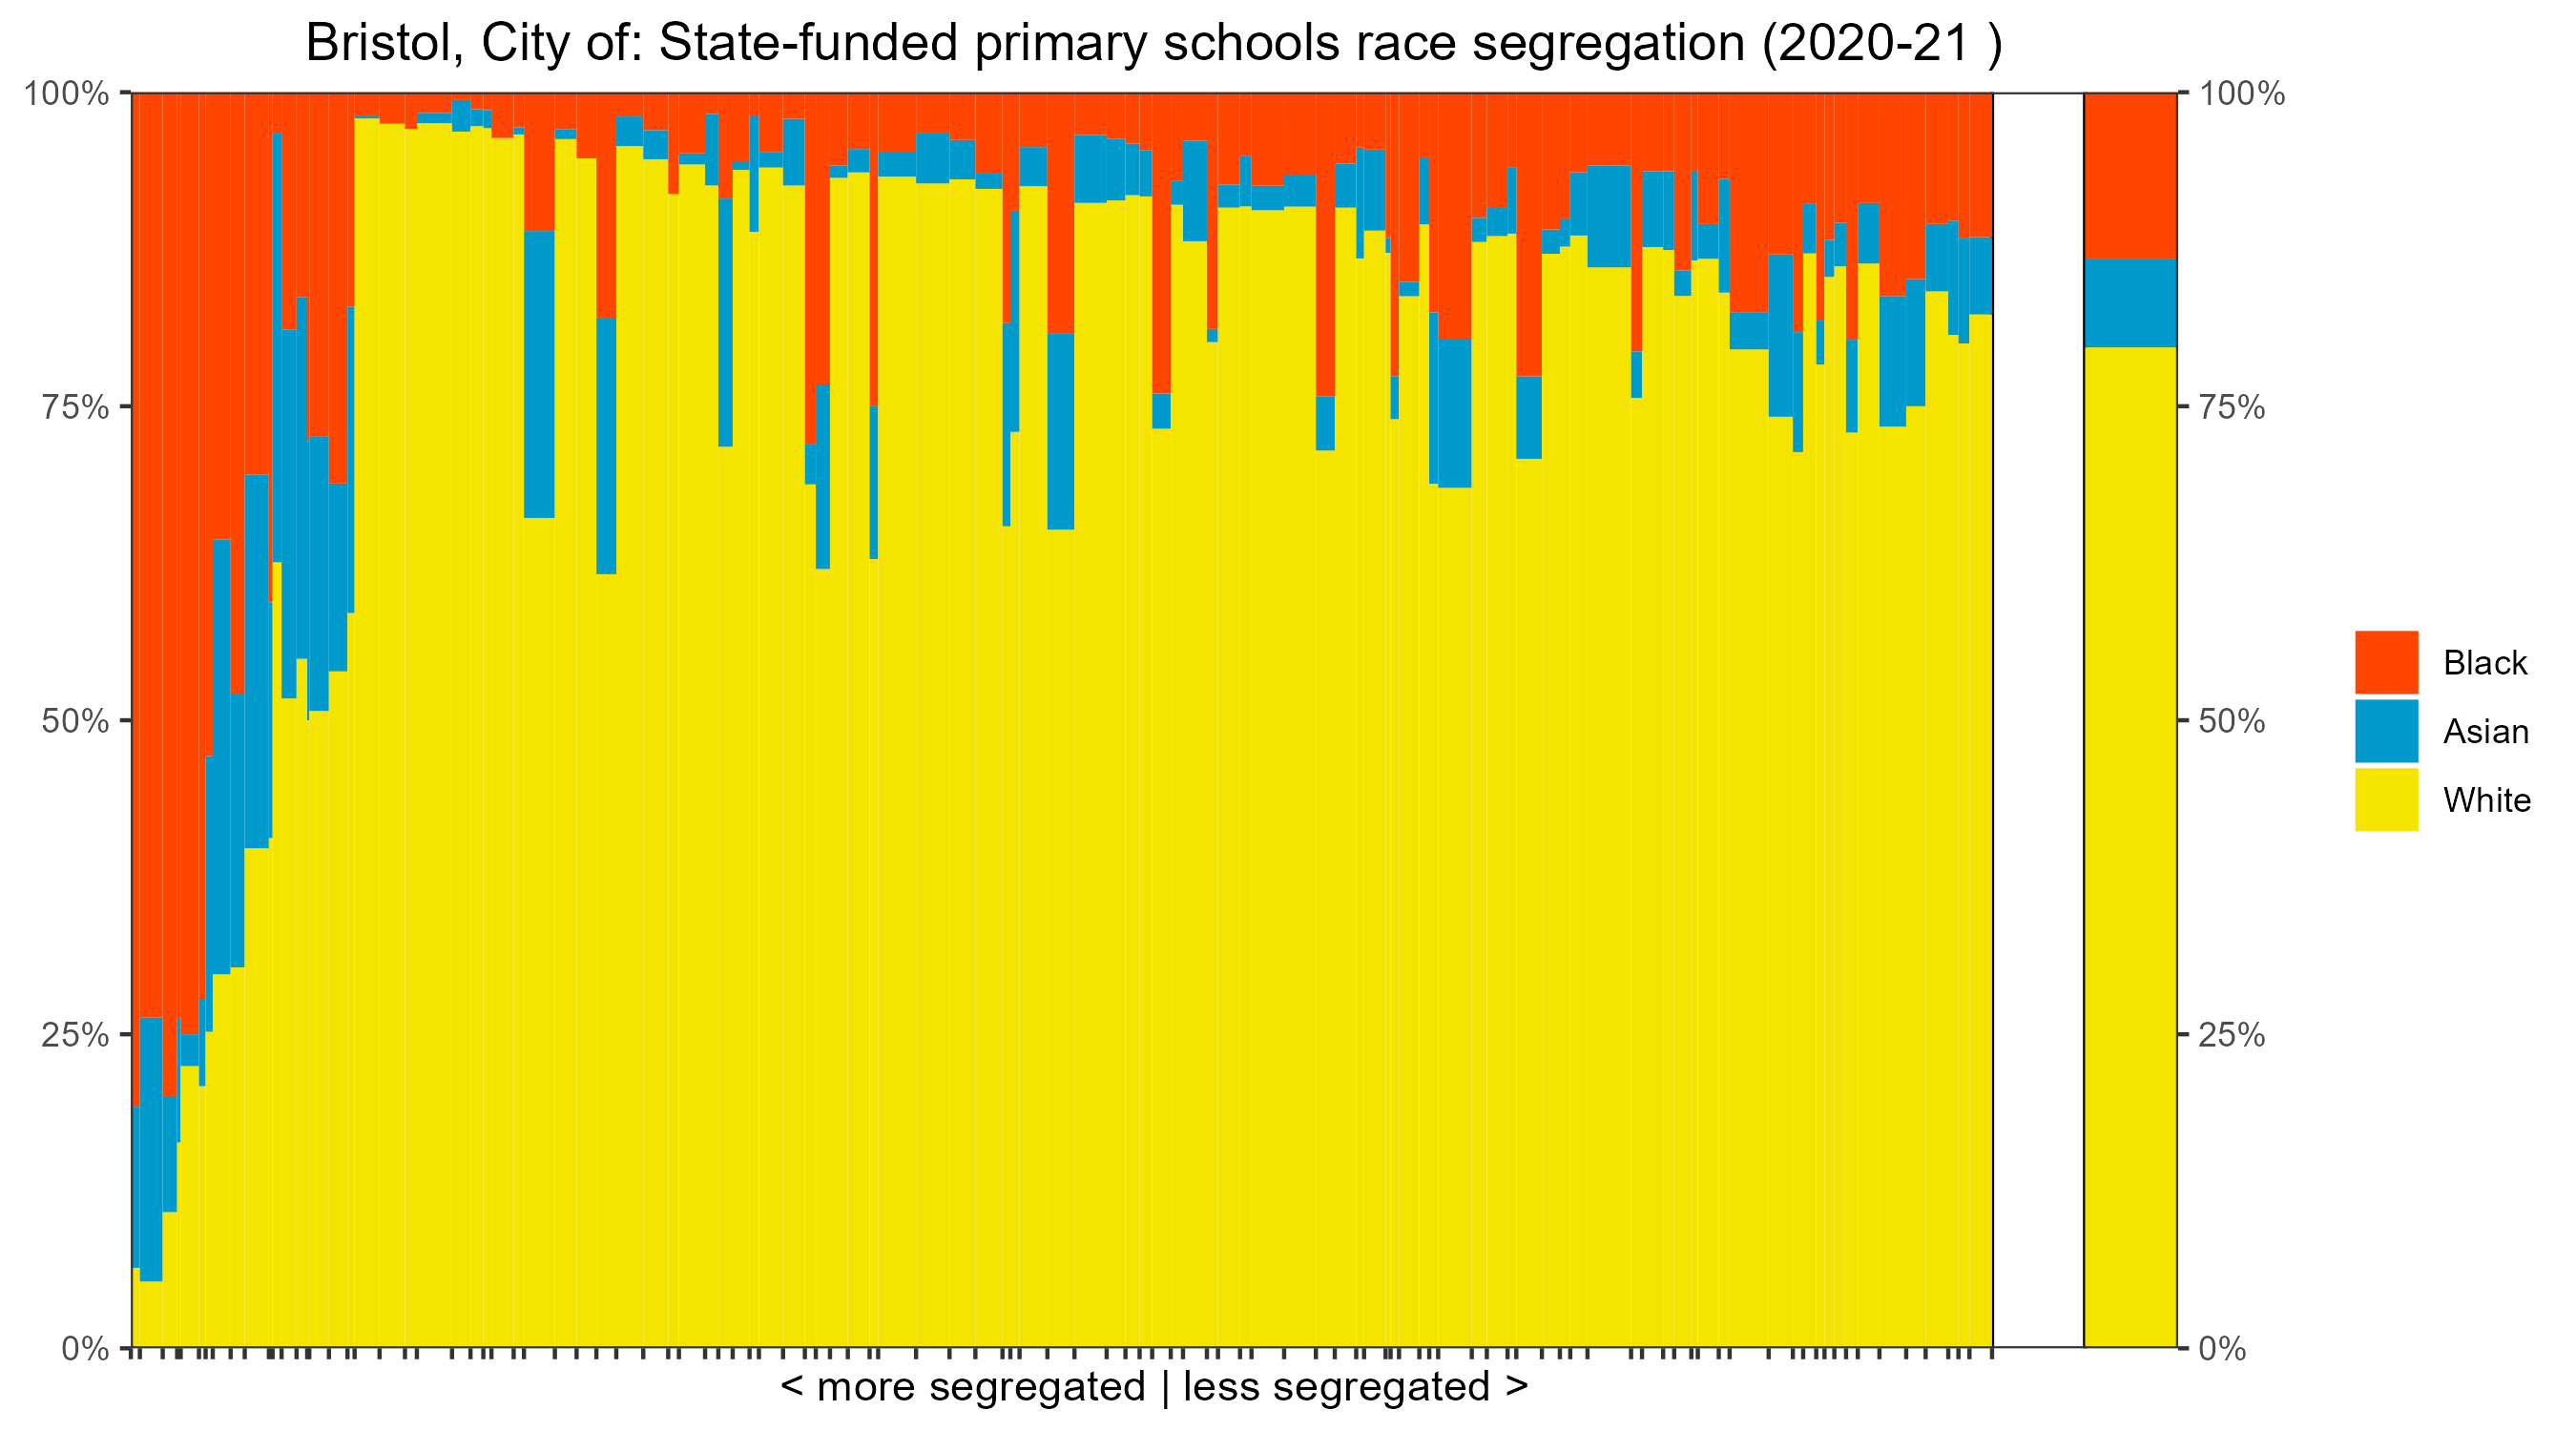 Bristol, City of: State-funded primary schools race segregation (2020-21 )
100%
75%
50%
25%
0%
100%
75%
50%
25%
0%
Black
Asian
White
< more segregated | less segregated >